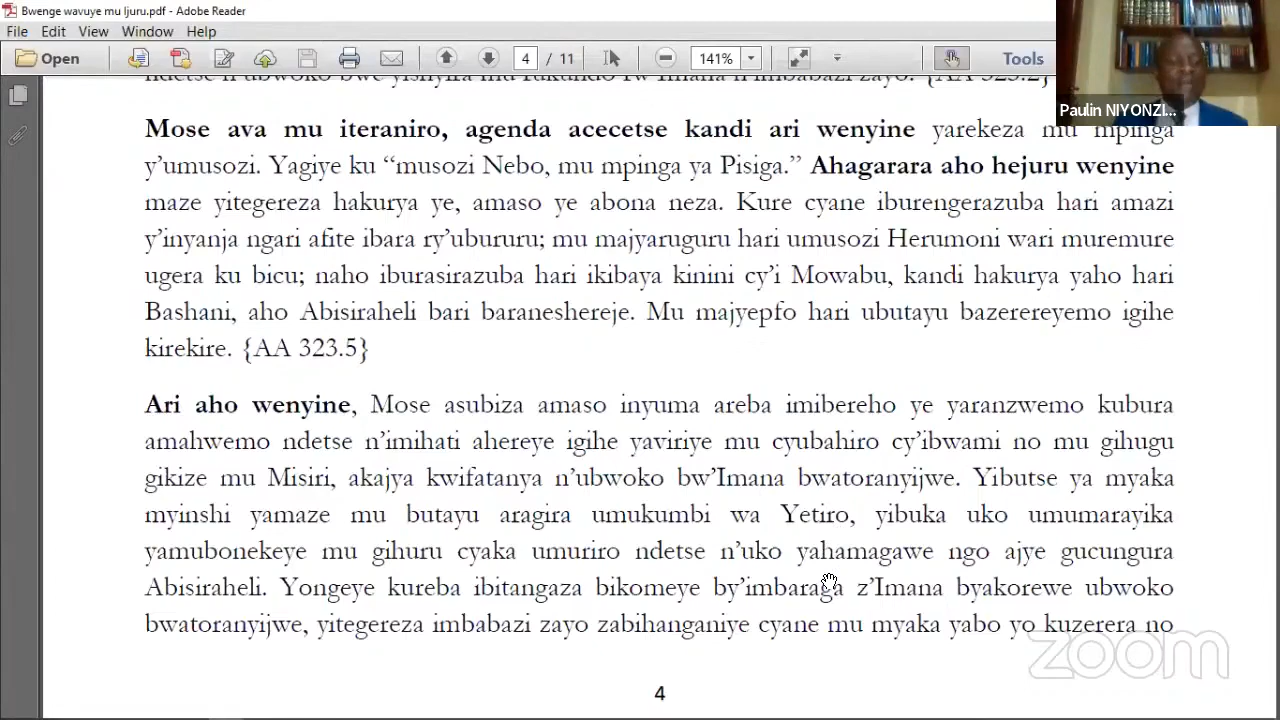 Bwenge wavuye mu Ijuru.pdf - Adobe Reader
File Edit View Window Help
Open 4 / 11 141% Tools
Paulin NIYONZI...
Mose ava mu iteraniro, agenda acecetse kandi ari wenyine yarekeza mu mpinga
y’umusozi. Yagiye ku “musozi Nebo, mu mpinga ya Pisiga.” Ahagarara aho hejuru wenyine
maze yitegereza hakurya ye, amaso ye abona neza. Kure cyane iburengerazuba hari amazi
y’inyanja ngari afite ibara ry’ubururu; mu majyaruguru hari umusozi Herumoni wari muremure
ugera ku bicu; naho iburasirazuba hari ikibaya kinini cy’i Mowabu, kandi hakurya yaho hari
Bashani, aho Abisiraheli bari baraneshereje. Mu majyepfo hari ubutayu bazerereyemo igihe
kirekire. {AA 323.5}
Ari aho wenyine, Mose asubiza amaso inyuma areba imibereho ye yaranzwemo kubura
amahwemo ndetse n’imihati ahereye igihe yaviriye mu cyubahiro cy’ibwami no mu gihugu
gikize mu Misiri, akajya kwifatanya n’ubwoko bw’Imana bwatoranyijwe. Yibutse ya myaka
myinshi yamaze mu butayu aragira umukumbi wa Yetiro, yibuka uko umumarayika
yamubonekeye mu gihuru cyaka umuriro ndetse n’uko yahamagawe ngo ajye gucungura
Abisiraheli. Yongeye kureba ibitangaza bikomeye by’imbaraga z’Imana byakorewe ubwoko
bwatoranyijwe, yitegereza imbabazi zayo zabihanganiye cyane mu myaka yabo yo kuzerera no
zoom
4